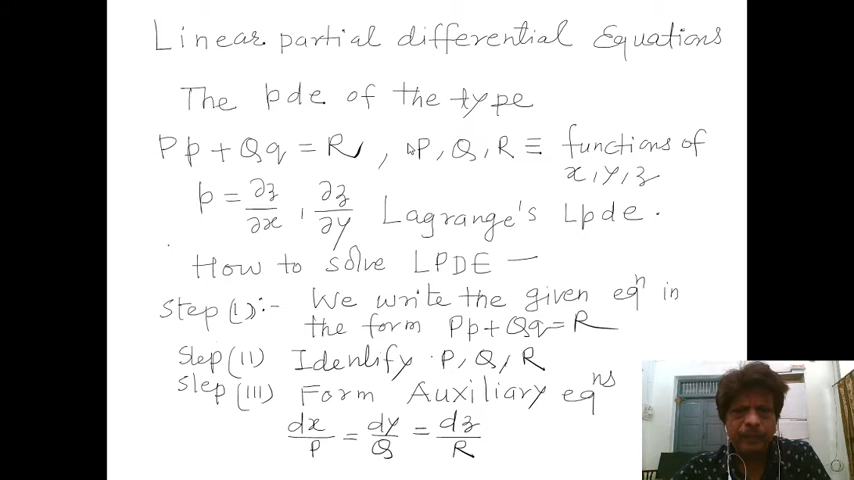 Linear partial differential Equations
The pde of the type
Pp + Qq = R, P, Q, R ≡ functions of
x, y, z
p = ∂z/∂x, ∂z/∂y Lagrange's Lpde.
How to solve LPDE —
Step (I) :- We write the given eqⁿ in
the form Pp + Qq = R
Step (II) Identify P, Q, R
Step (III) Form Auxiliary eqⁿˢ
dx/P = dy/Q = dz/R